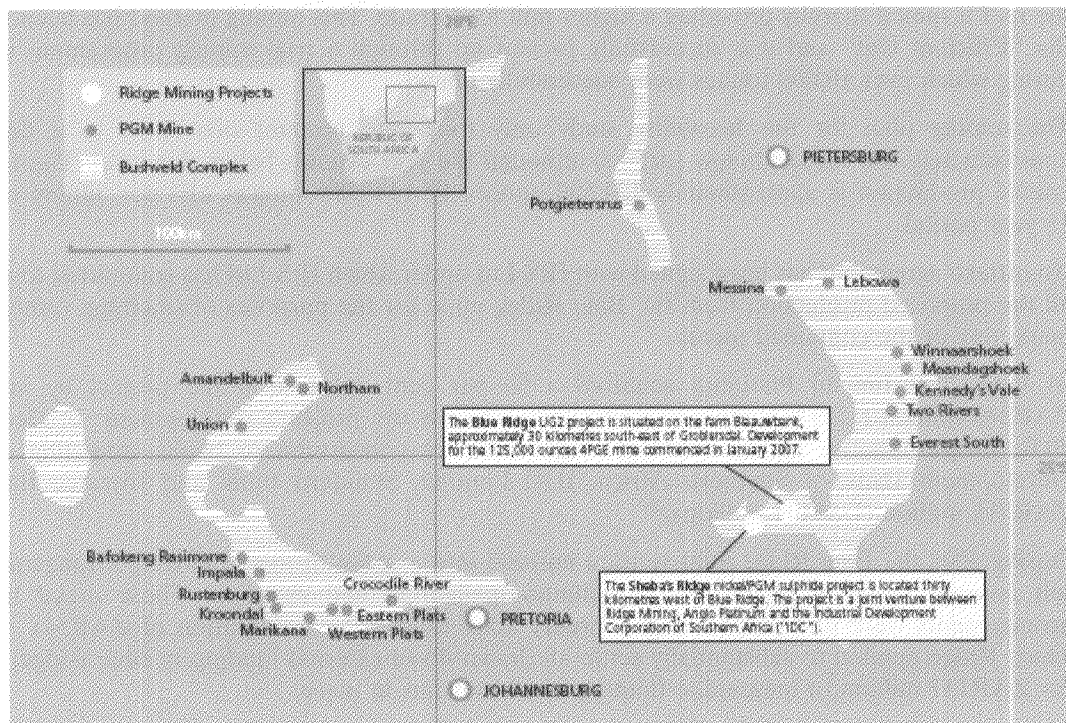 Ridge Mining Projects
PGM Mine
Bushveld Complex
REPUBLIC OF
SOUTH AFRICA
100km
PIETERSBURG
Potgietersrus
Messina
Lebowa
Winnaarshoek
Maandagshoek
Kennedy's Vale
Two Rivers
Everest South
Amandelbult
Northam
Union
The Blue Ridge UG2 project is situated on the farm Blaauwbank,
approximately 30 kilometres south-east of Groblersdal. Development
for the 125,000 ounces 4PGE mine commenced in January 2007.
Bafokeng Rasimone
Impala
Rustenburg
Kroondal
Marikana
Crocodile River
Eastern Plats
Western Plats
PRETORIA
The Sheba's Ridge nickel/PGM sulphide project is located thirty
kilometres west of Blue Ridge. The project is a joint venture between
Ridge Mining, Anglo Platinum and the Industrial Development
Corporation of Southern Africa ("IDC").
JOHANNESBURG